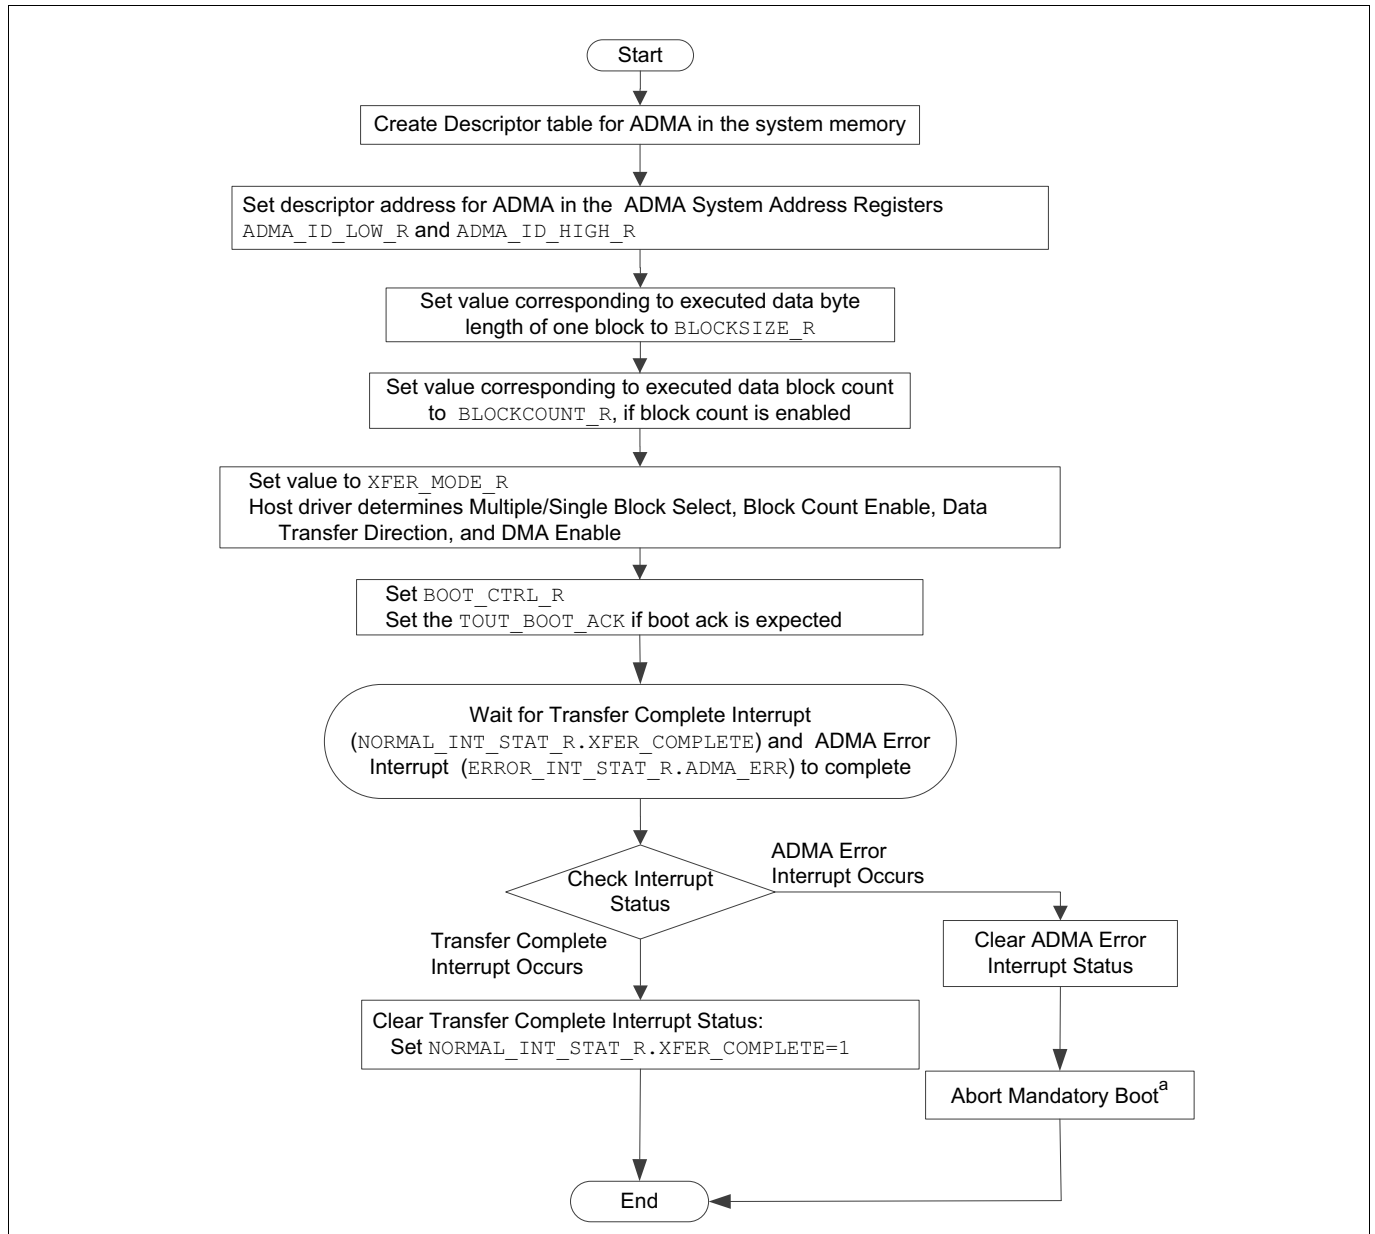 Start
Create Descriptor table for ADMA in the system memory
Set descriptor address for ADMA in the ADMA System Address Registers
ADMA_ID_LOW_R and ADMA_ID_HIGH_R
Set value corresponding to executed data byte
length of one block to BLOCKSIZE_R
Set value corresponding to executed data block count
to BLOCKCOUNT_R, if block count is enabled
Set value to XFER_MODE_R
Host driver determines Multiple/Single Block Select, Block Count Enable, Data
Transfer Direction, and DMA Enable
Set BOOT_CTRL_R
Set the TOUT_BOOT_ACK if boot ack is expected
Wait for Transfer Complete Interrupt
(NORMAL_INT_STAT_R.XFER_COMPLETE) and ADMA Error
Interrupt (ERROR_INT_STAT_R.ADMA_ERR) to complete
ADMA Error
Interrupt Occurs
Check Interrupt
Status
Transfer Complete
Interrupt Occurs
Clear ADMA Error
Interrupt Status
Clear Transfer Complete Interrupt Status:
Set NORMAL_INT_STAT_R.XFER_COMPLETE=1
Abort Mandatory Boot^a
End